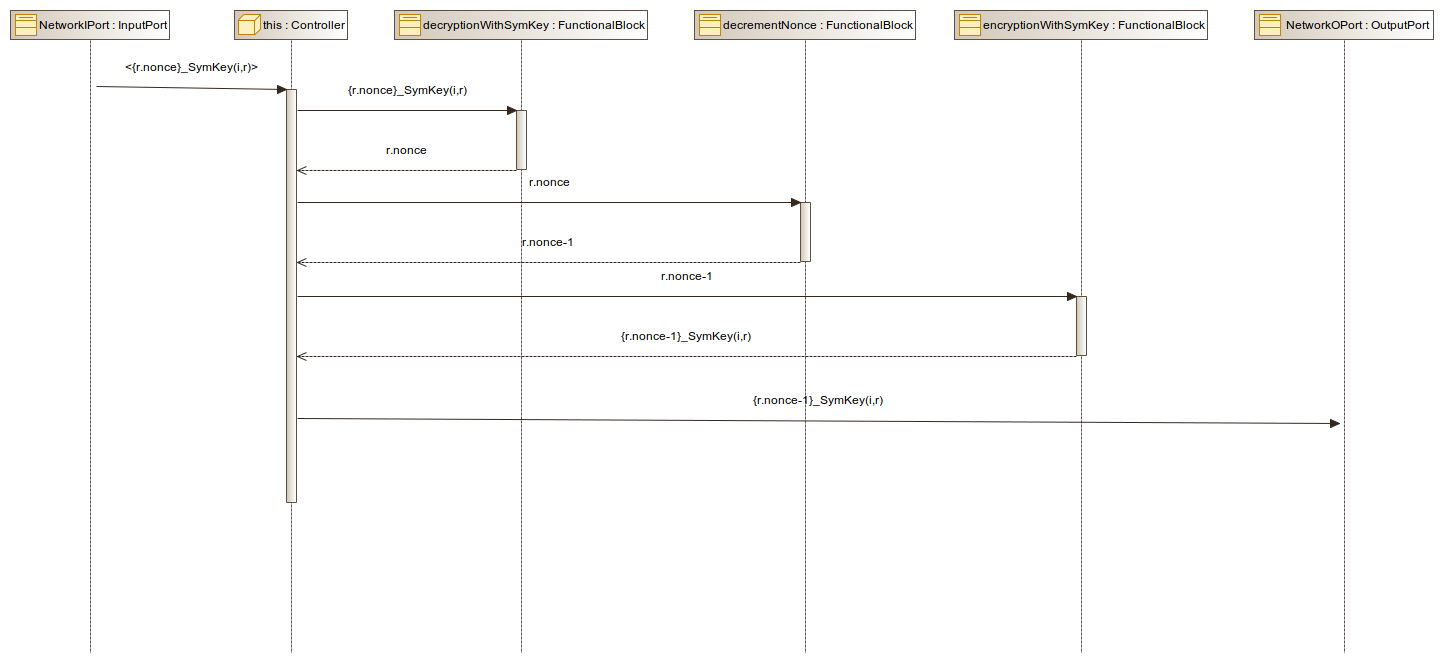 NetworkIPort : InputPort
this : Controller
decryptionWithSymKey : FunctionalBlock
decrementNonce : FunctionalBlock
encryptionWithSymKey : FunctionalBlock
NetworkOPort : OutputPort
<{r.nonce}_SymKey(i,r)>
{r.nonce}_SymKey(i,r)
r.nonce
r.nonce
r.nonce-1
r.nonce-1
{r.nonce-1}_SymKey(i,r)
{r.nonce-1}_SymKey(i,r)